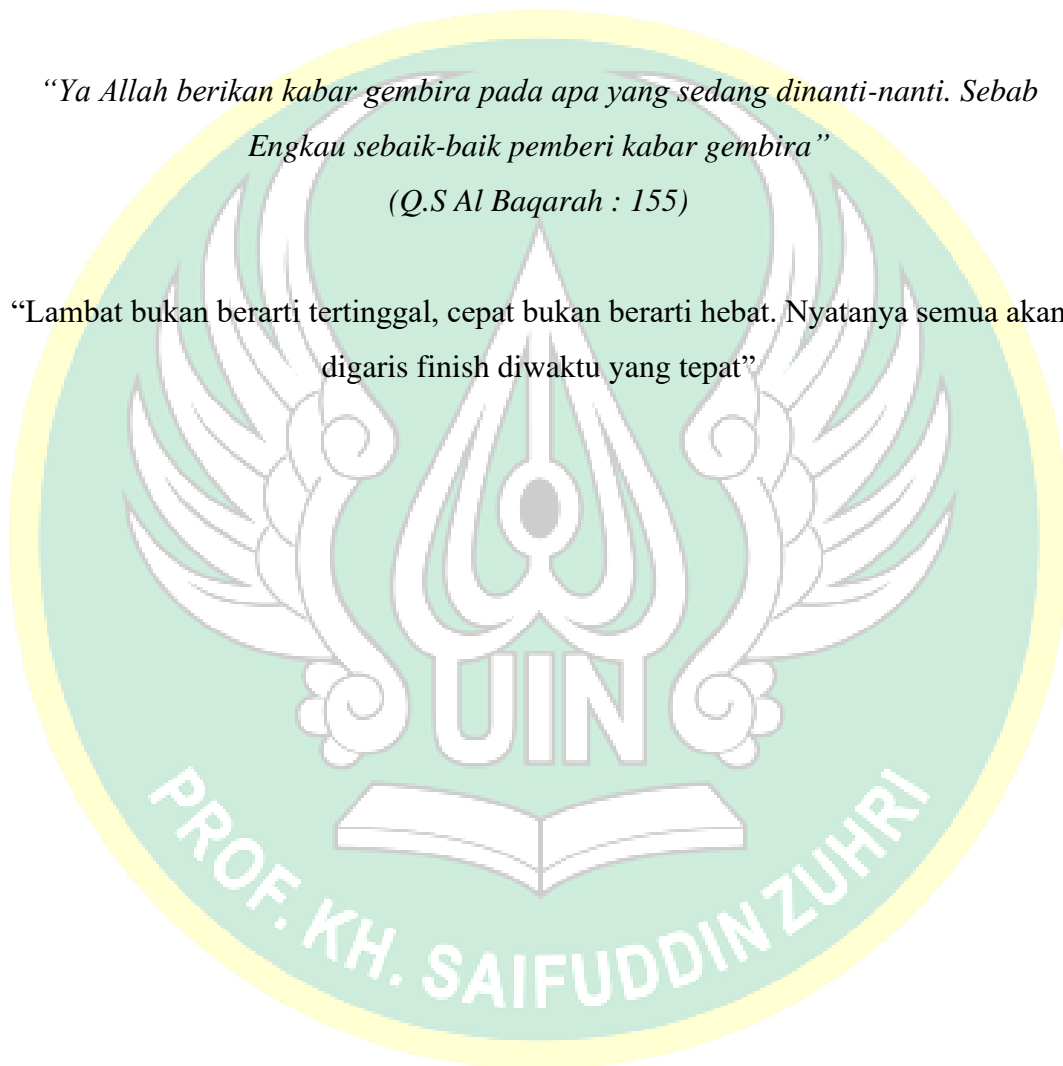 “Ya Allah berikan kabar gembira pada apa yang sedang dinanti-nanti. Sebab
Engkau sebaik-baik pemberi kabar gembira”
(Q.S Al Baqarah : 155)
“Lambat bukan berarti tertinggal, cepat bukan berarti hebat. Nyatanya semua akan
digaris finish diwaktu yang tepat”
UIN
PROF. KH. SAIFUDDIN ZUHRI